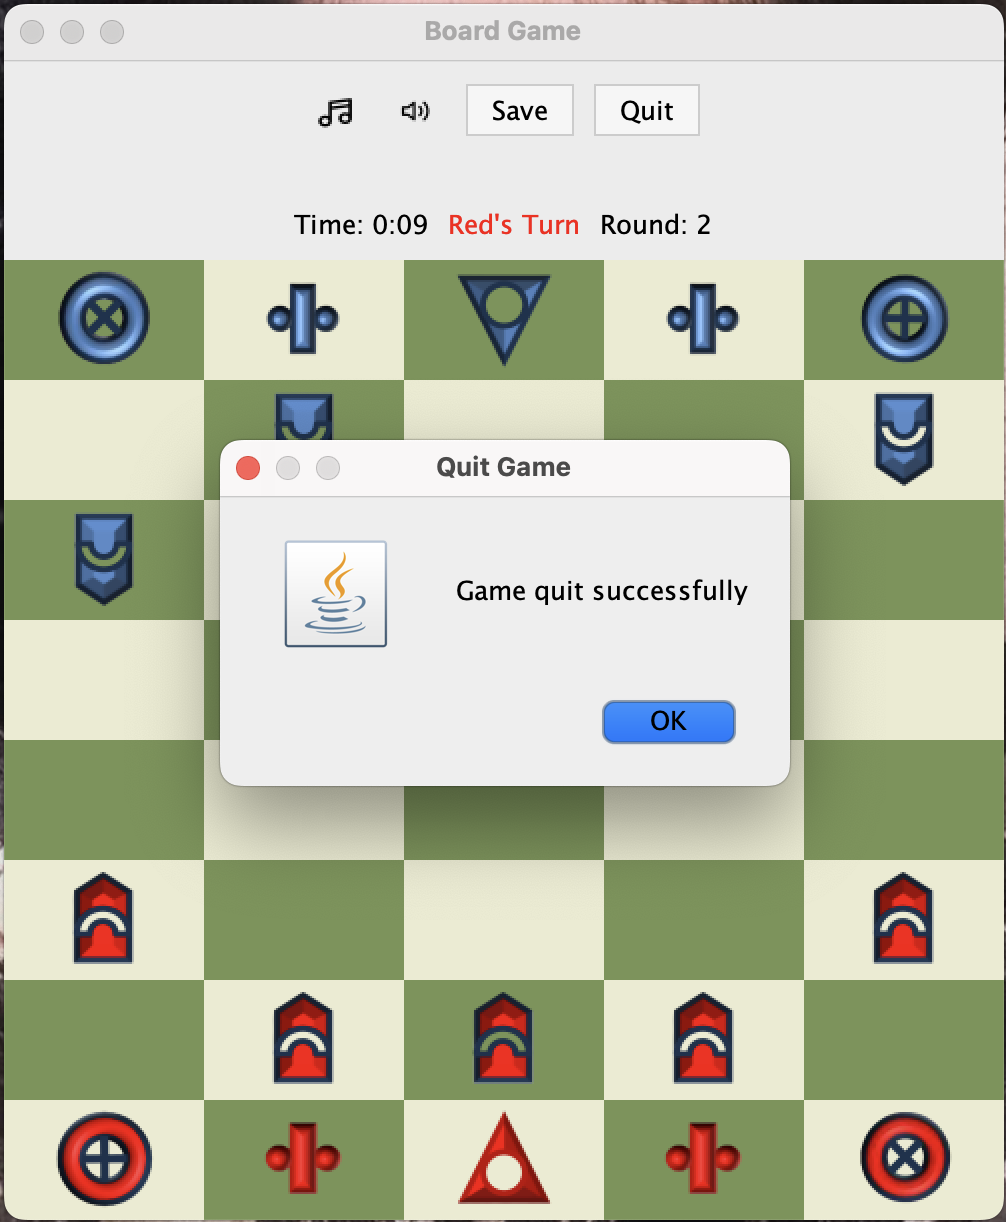 Board Game
Save Quit
Time: 0:09 Red's Turn Round: 2
Quit Game
Game quit successfully
OK